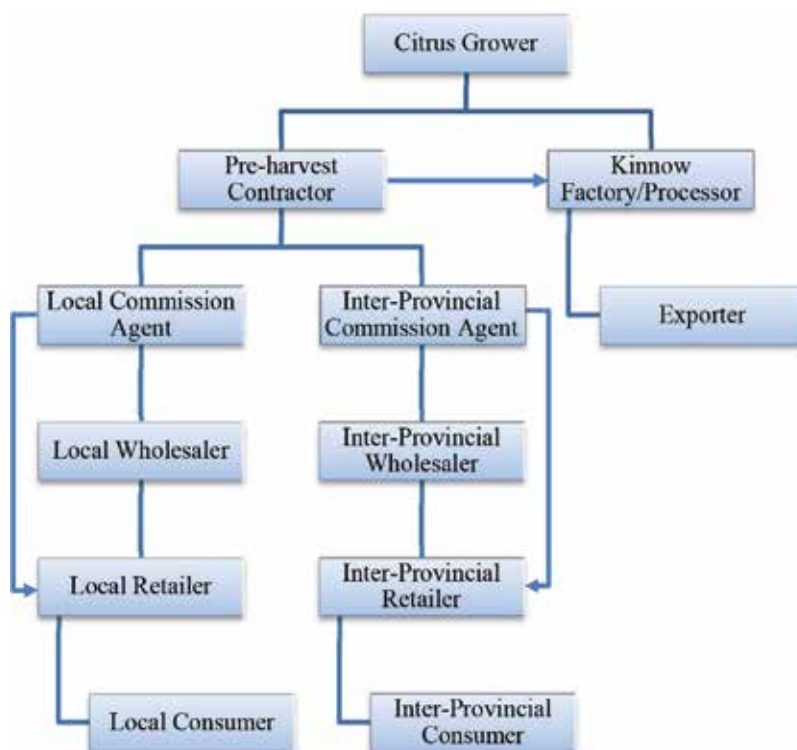 Citrus Grower
Pre-harvest
Contractor
Kinnow
Factory/Processor
Local Commission
Agent
Inter-Provincial
Commission Agent
Exporter
Local Wholesaler
Inter-Provincial
Wholesaler
Local Retailer
Inter-Provincial
Retailer
Local Consumer
Inter-Provincial
Consumer